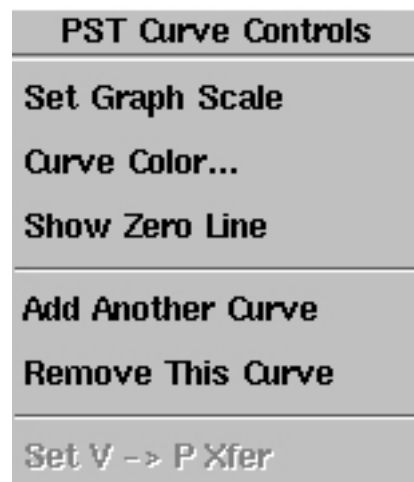 PST Curve Controls
Set Graph Scale
Curve Color...
Show Zero Line
Add Another Curve
Remove This Curve
Set V -> P Xfer